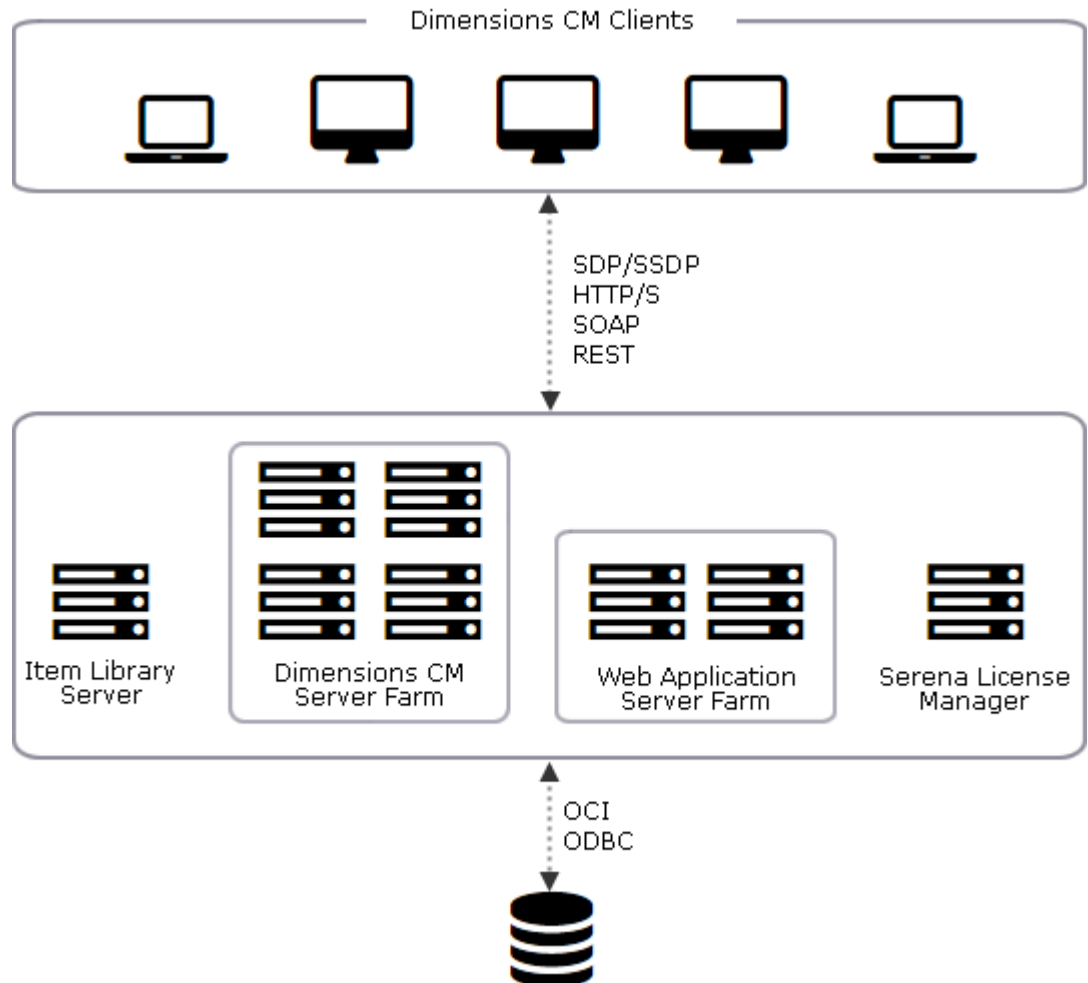 Dimensions CM Clients
SDP/SSDP
HTTP/S
SOAP
REST
Item Library
Server
Dimensions CM
Server Farm
Web Application
Server Farm
Serena License
Manager
OCI
ODBC